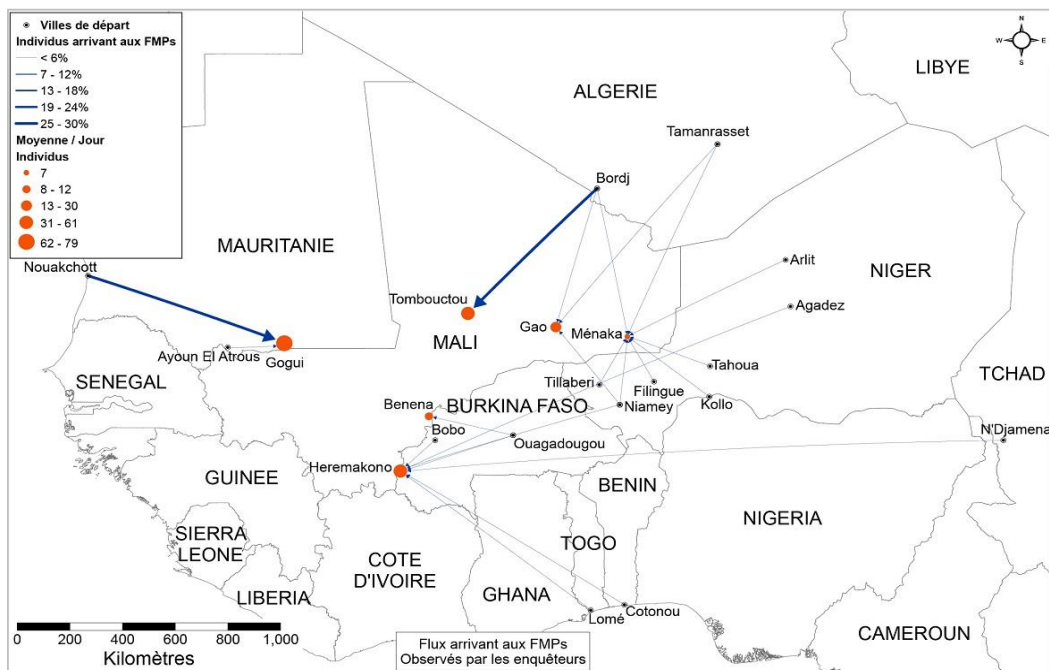 Villes de départ
Individus arrivant aux FMPs
< 6%
7 - 12%
13 - 18%
19 - 24%
25 - 30%
Moyenne / Jour
Individus
7
8 - 12
13 - 30
31 - 61
62 - 79
N
W E
S
LIBYE
ALGERIE
Tamanrasset
Bordj
MAURITANIE
Nouakchott
Arlit
NIGER
Tombouctou
Agadez
Gao
Ménaka
MALI
Ayoun El Atrous
Gogui
Tahoua
TCHAD
SENEGAL
Tillaberi
Filingue
Kollo
Benena
BURKINA FASO
Niamey
Bobo
Ouagadougou
N'Djamena
Heremakono
GUINEE
BENIN
NIGERIA
SIERRA
LEONE
TOGO
COTE
D'IVOIRE
GHANA
LIBERIA
Lomé
Cotonou
CAMEROUN
0 200 400 600 800 1,000
Kilomètres
Flux arrivant aux FMPs
Observés par les enquêteurs